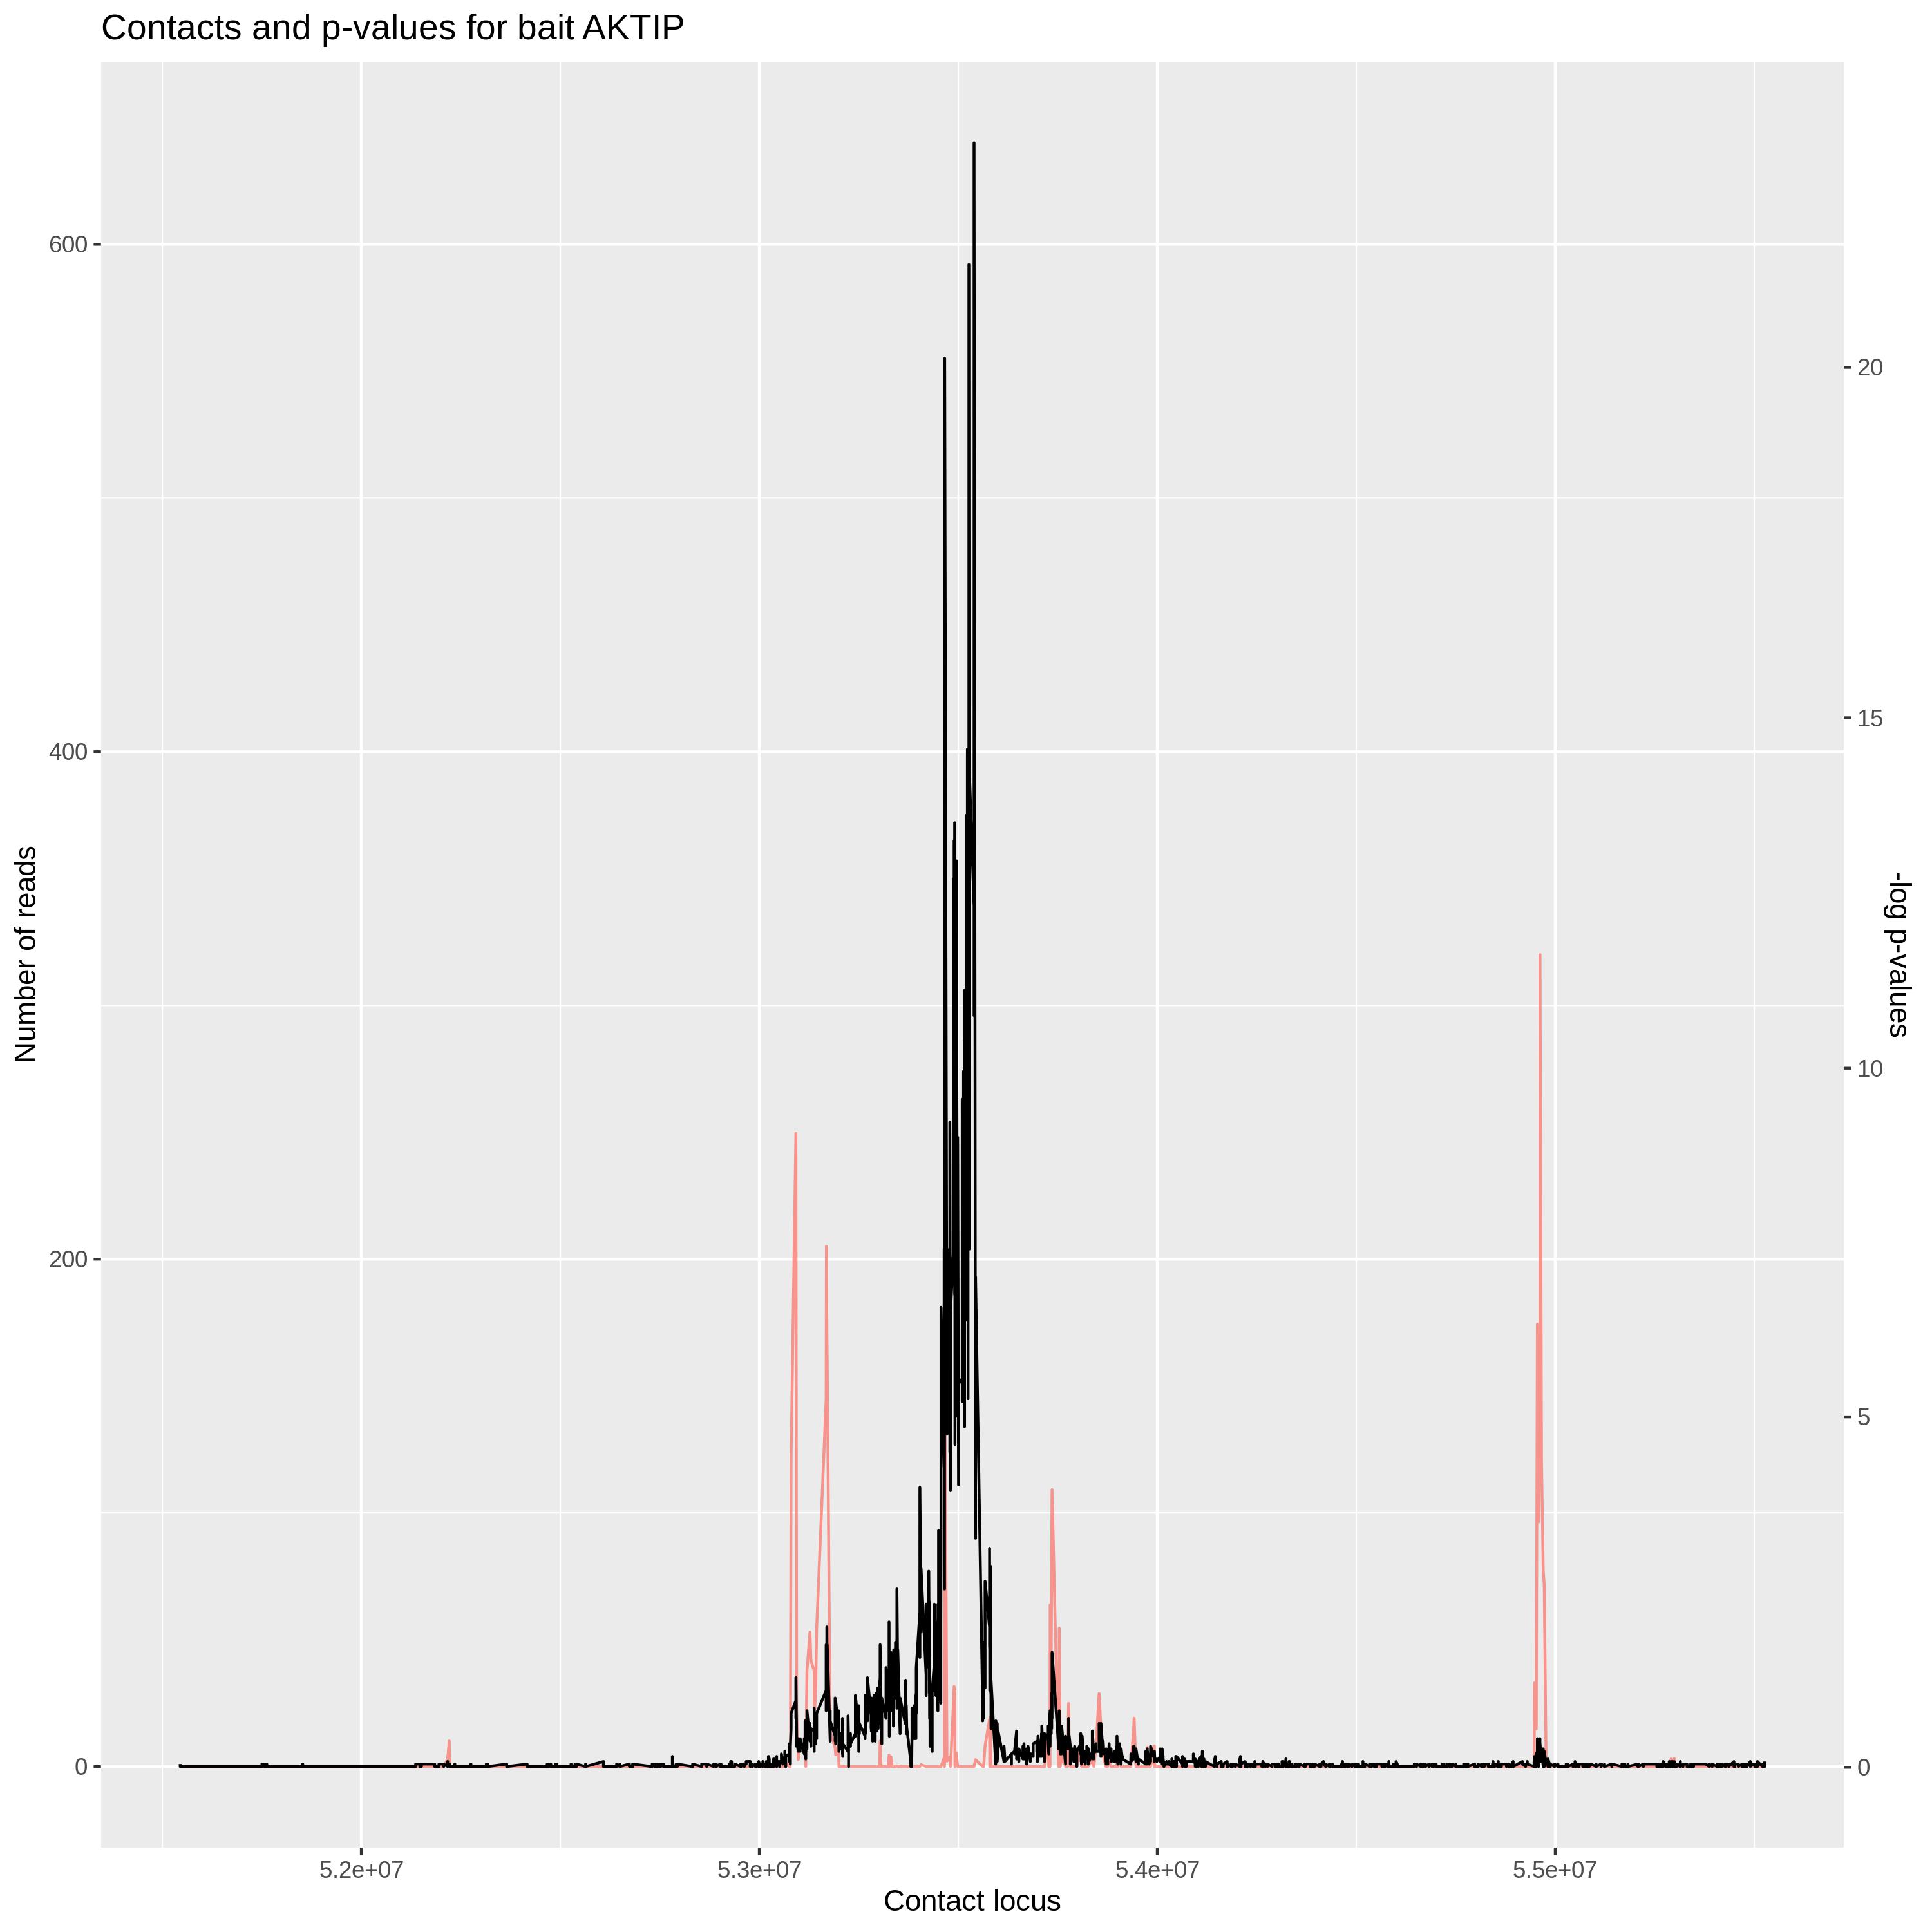 Contacts and p-values for bait AKTIP
600
400
200
0
Number of reads
20
15
10
5
0
-log p-values
5.2e+07
5.3e+07
5.4e+07
5.5e+07
Contact locus